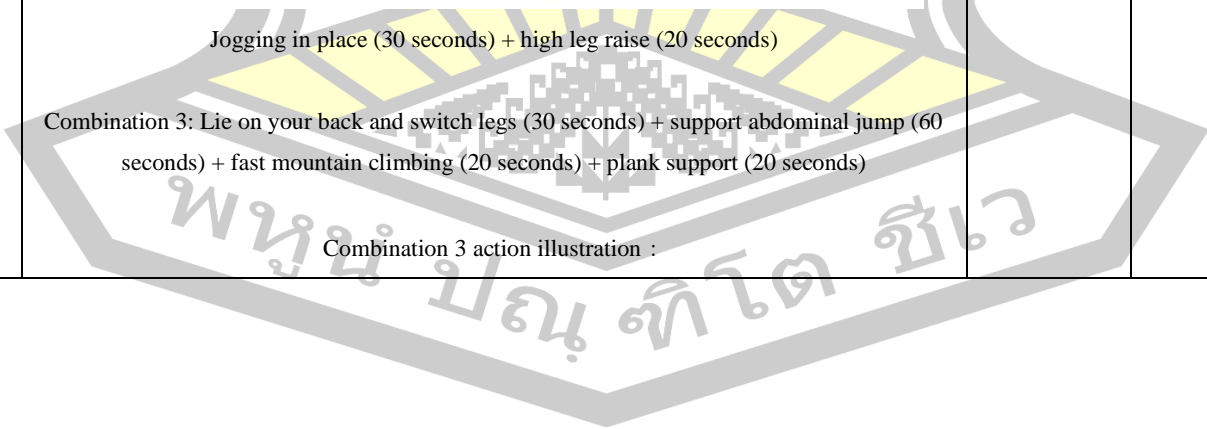 Jogging in place (30 seconds) + high leg raise (20 seconds)
Combination 3: Lie on your back and switch legs (30 seconds) + support abdominal jump (60
seconds) + fast mountain climbing (20 seconds) + plank support (20 seconds)
Combination 3 action illustration：
พหูนํ ปณฺฑิโต ชีเว